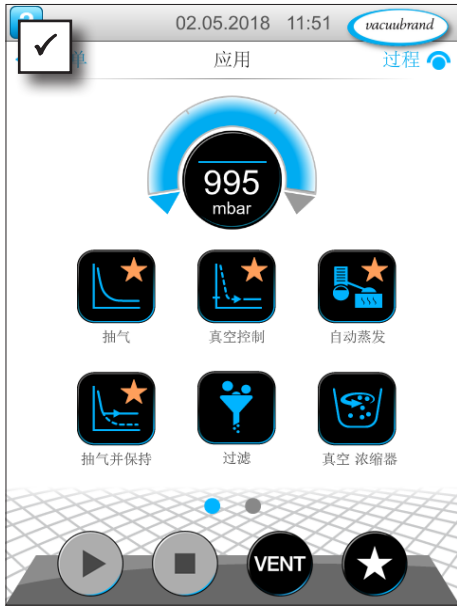 02.05.2018 11:51 vacuubrand
单 应用 过程
995
mbar
抽气 真空控制 自动蒸发
抽气并保持 过滤 真空 浓缩器
VENT